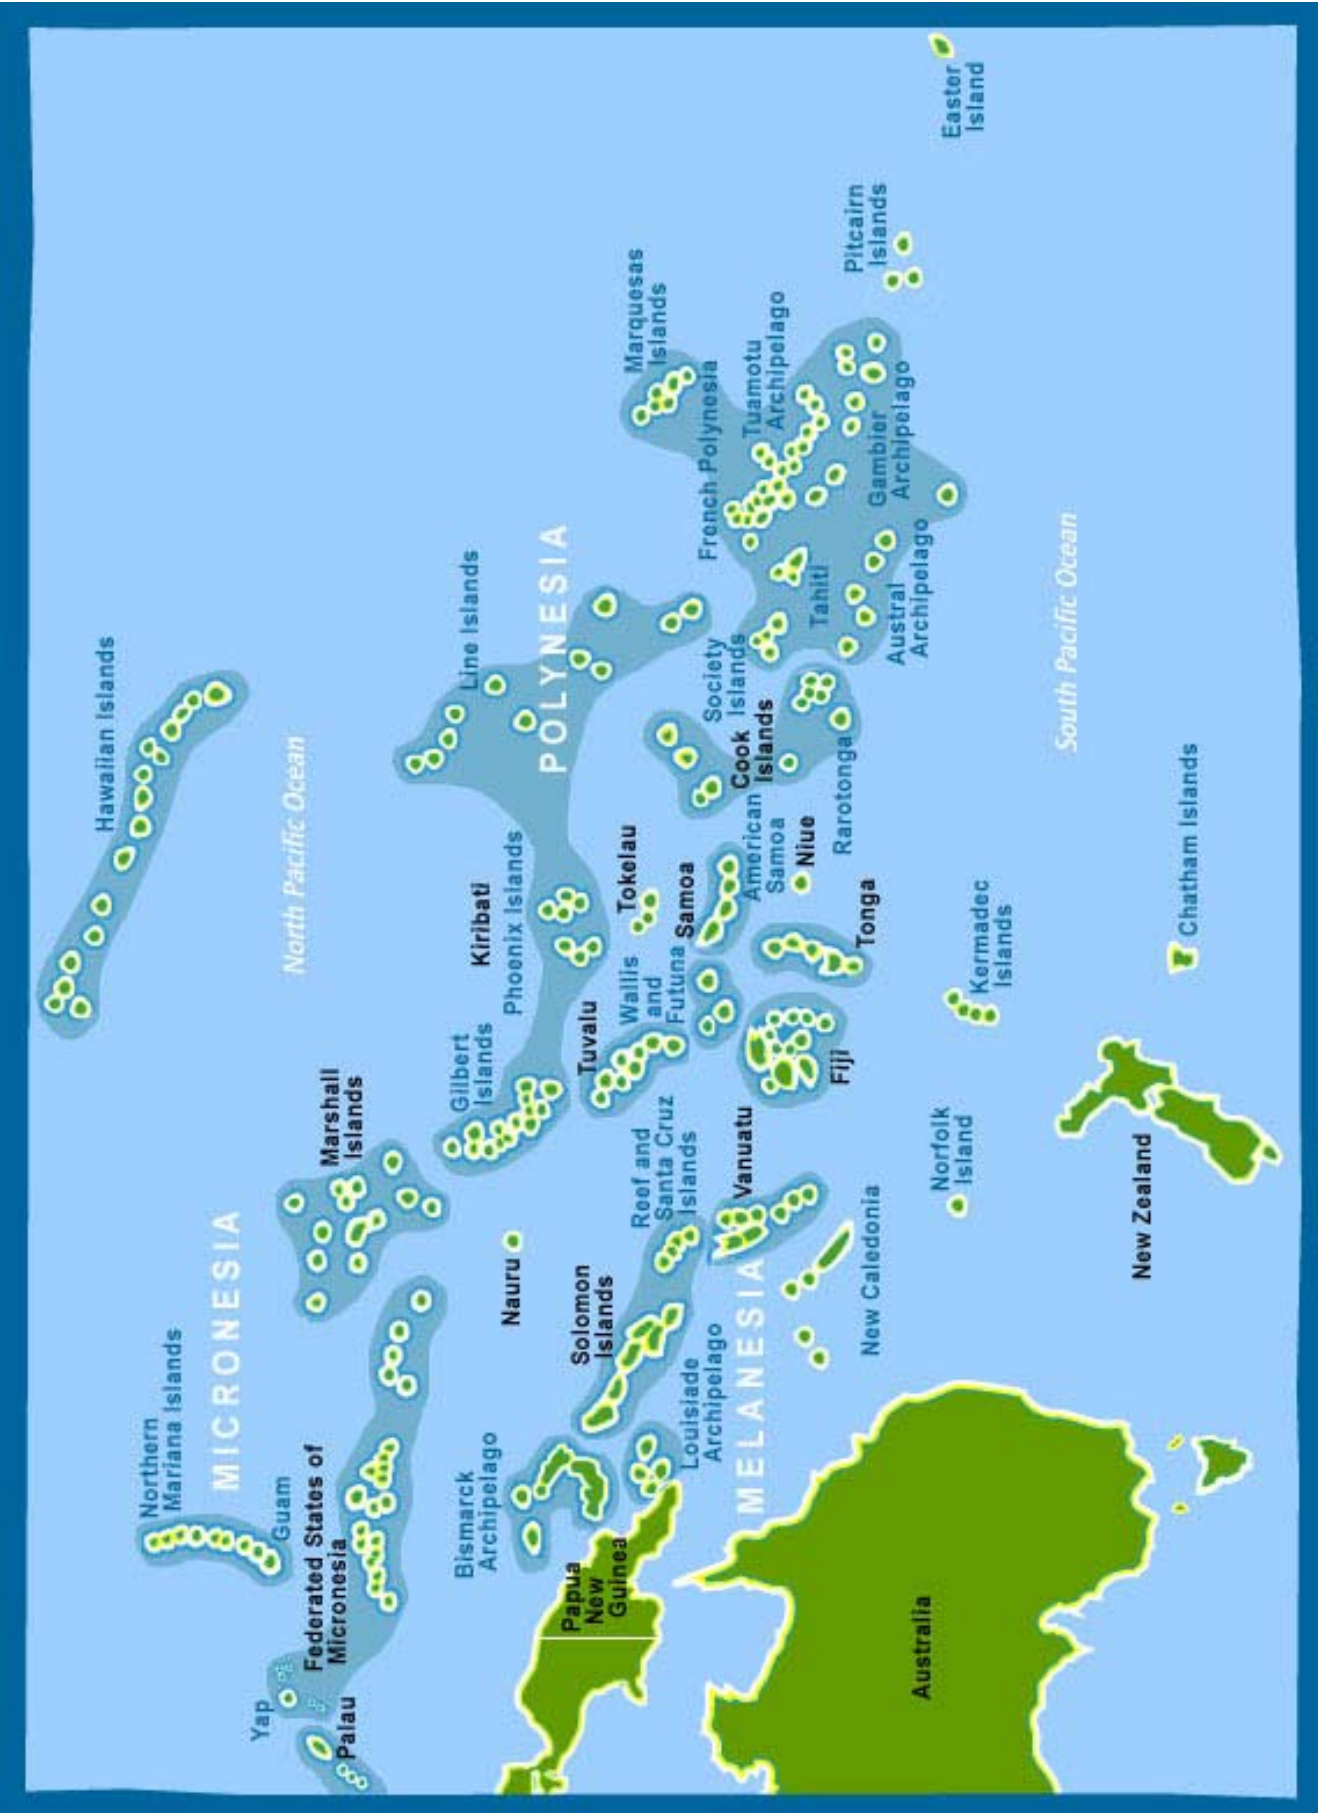 Hawaiian Islands
North Pacific Ocean
Northern
Mariana Islands
MICRONESIA
Guam
Yap
Palau
Federated States of
Micronesia
Marshall
Islands
Gilbert
Islands
Kiribati
Phoenix Islands
Line Islands
POLYNESIA
Nauru
Bismarck
Archipelago
Papua
New
Guinea
Solomon
Islands
Louisiade
Archipelago
MELANESIA
Reef and
Santa Cruz
Islands
Tuvalu
Wallis
and
Futuna
Tokelau
Samoa
American
Samoa
Cook
Islands
Society
Islands
Marquesas
Islands
French Polynesia
Tuamotu
Archipelago
Tahiti
Gambier
Archipelago
Austral
Archipelago
Pitcairn
Islands
Easter
Island
Vanuatu
Fiji
Tonga
Niue
Rarotonga
New Caledonia
Norfolk
Island
Kermadec
Islands
South Pacific Ocean
Australia
New Zealand
Chatham Islands